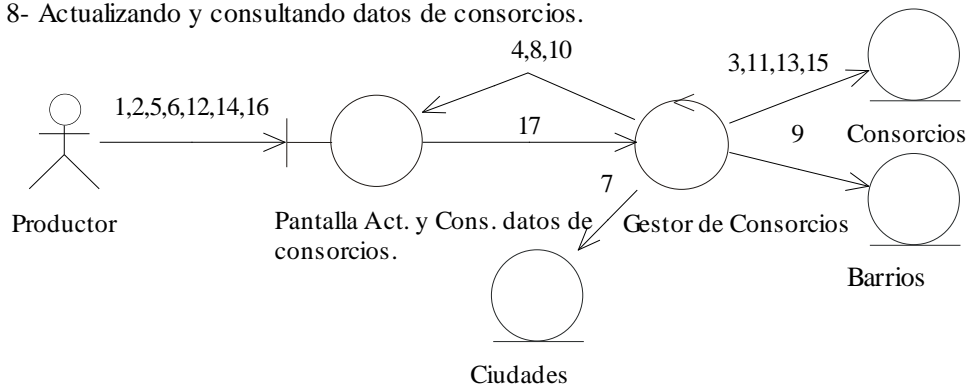 8- Actualizando y consultando datos de consorcios.
4,8,10
3,11,13,15
1,2,5,6,12,14,16
17
9
Consorcios
7
Productor
Pantalla Act. y Cons. datos de
consorcios.
Gestor de Consorcios
Barrios
Ciudades